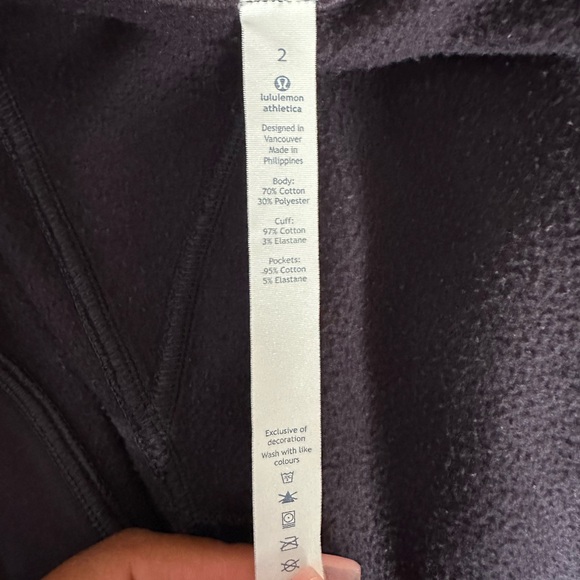 2
lululemon
athletica
Designed in
Vancouver
Made in
Philippines
Body:
70% Cotton
30% Polyester
Cuff:
97% Cotton
3% Elastane
Pockets:
95% Cotton
5% Elastane
Exclusive of
decoration
Wash with like
colours